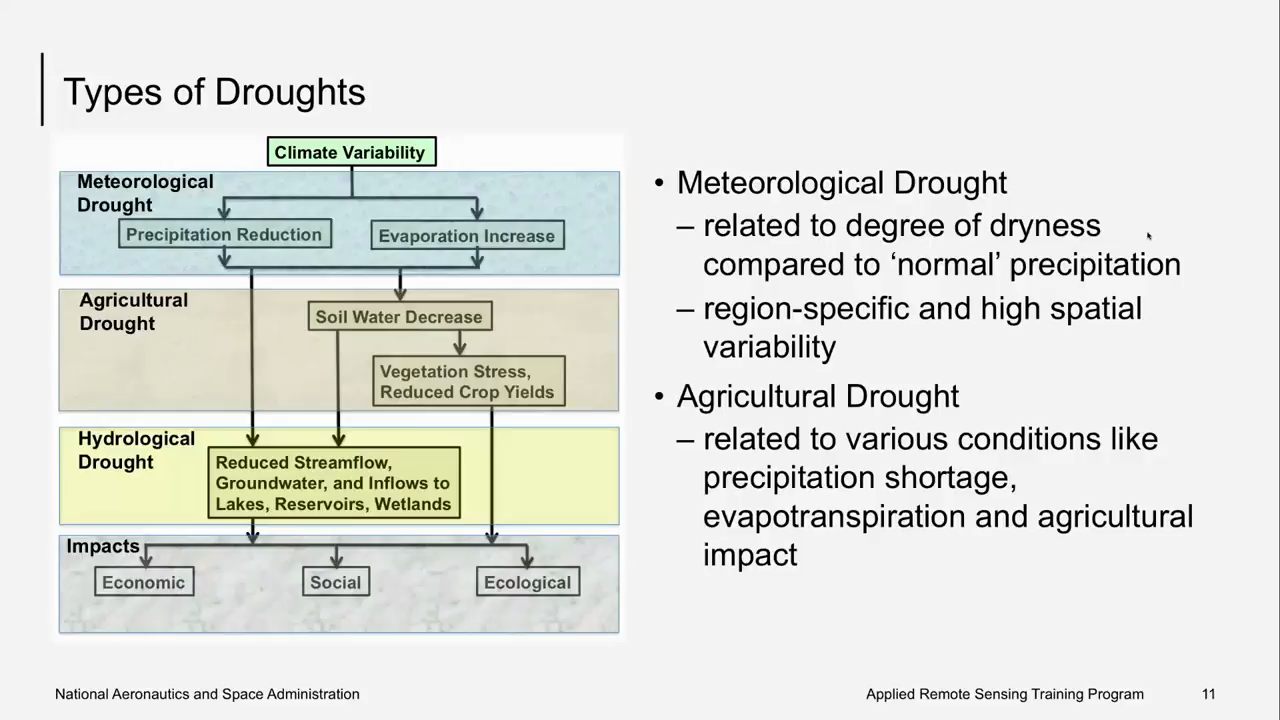 Types of Droughts
Climate Variability
Meteorological
Drought
Precipitation Reduction
Evaporation Increase
Agricultural
Drought
Soil Water Decrease
Vegetation Stress,
Reduced Crop Yields
Hydrological
Drought
Reduced Streamflow,
Groundwater, and Inflows to
Lakes, Reservoirs, Wetlands
Impacts
Economic
Social
Ecological
• Meteorological Drought
– related to degree of dryness
compared to ‘normal’ precipitation
– region-specific and high spatial
variability
• Agricultural Drought
– related to various conditions like
precipitation shortage,
evapotranspiration and agricultural
impact
National Aeronautics and Space Administration
Applied Remote Sensing Training Program
11